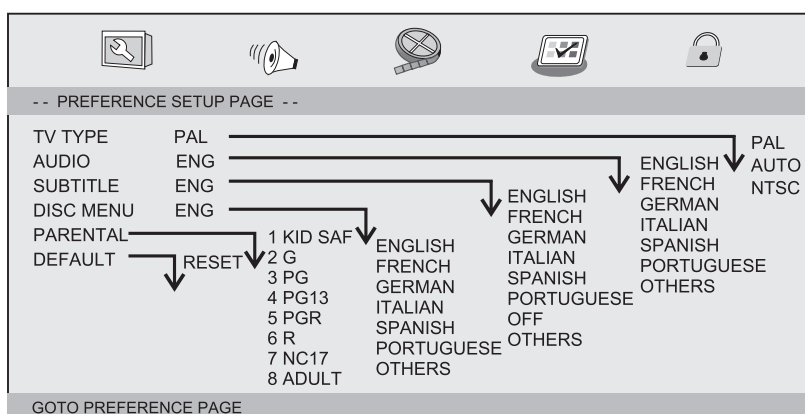 -- PREFERENCE SETUP PAGE --
TV TYPE PAL
AUDIO ENG
SUBTITLE ENG
DISC MENU ENG
PARENTAL
DEFAULT
RESET
1 KID SAF
2 G
3 PG
4 PG13
5 PGR
6 R
7 NC17
8 ADULT
ENGLISH
FRENCH
GERMAN
ITALIAN
SPANISH
PORTUGUESE
OTHERS
ENGLISH
FRENCH
GERMAN
ITALIAN
SPANISH
PORTUGUESE
OFF
OTHERS
ENGLISH
FRENCH
GERMAN
ITALIAN
SPANISH
PORTUGUESE
OTHERS
PAL
AUTO
NTSC
GOTO PREFERENCE PAGE